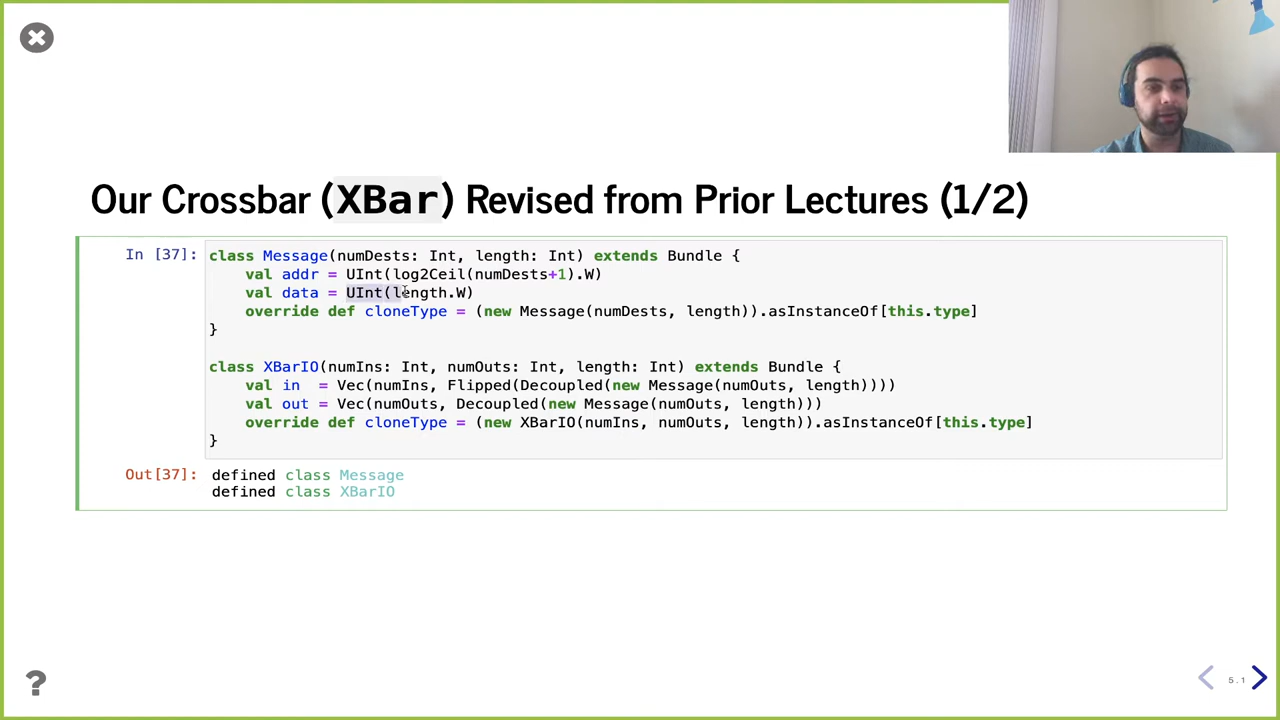 Our Crossbar (XBar) Revised from Prior Lectures (1/2)
In [37]:
class Message(numDests: Int, length: Int) extends Bundle {
    val addr = UInt(log2Ceil(numDests+1).W)
    val data = UInt(length.W)
    override def cloneType = (new Message(numDests, length)).asInstanceOf[this.type]
}
class XBarIO(numIns: Int, numOuts: Int, length: Int) extends Bundle {
    val in  = Vec(numIns, Flipped(Decoupled(new Message(numOuts, length))))
    val out = Vec(numOuts, Decoupled(new Message(numOuts, length)))
    override def cloneType = (new XBarIO(numIns, numOuts, length)).asInstanceOf[this.type]
}
Out[37]:
defined class Message
defined class XBarIO
?
5.1